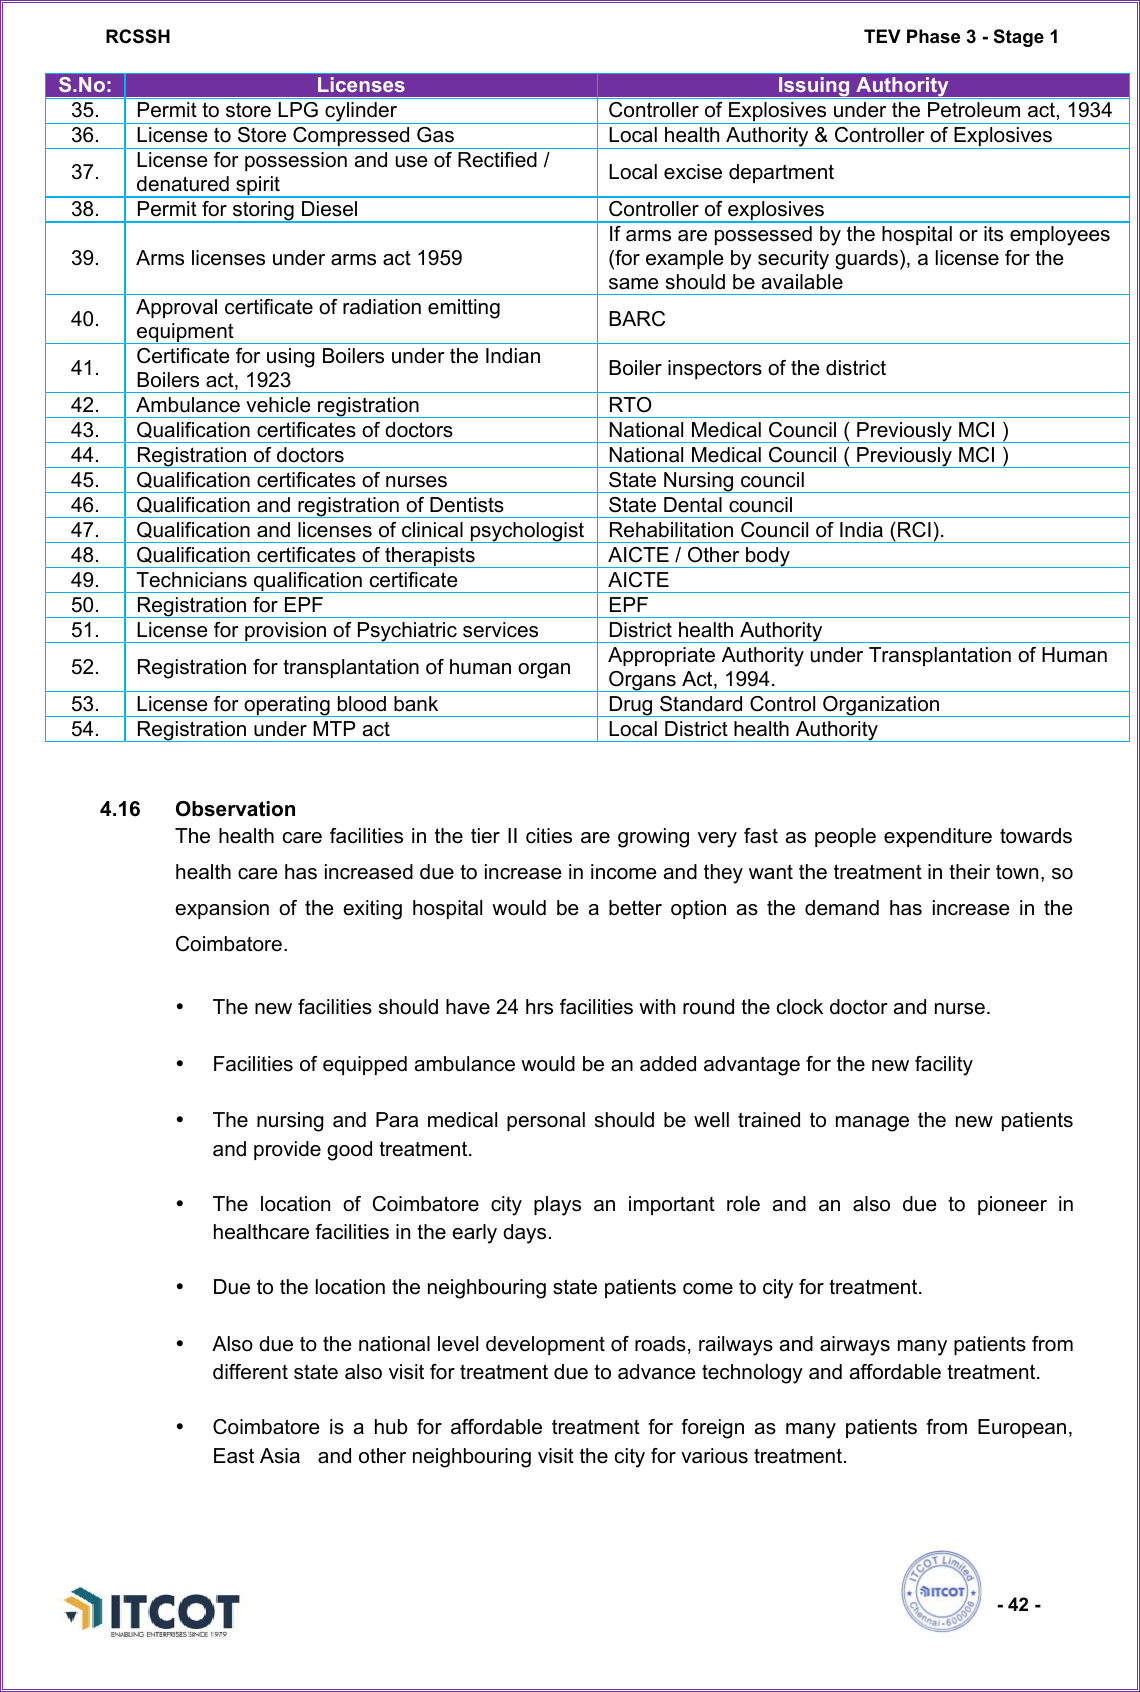 RCSSH TEV Phase 3 - Stage 1
S.No: Licenses Issuing Authority
35. Permit to store LPG cylinder Controller of Explosives under the Petroleum act, 1934
36. License to Store Compressed Gas Local health Authority & Controller of Explosives
37. License for possession and use of Rectified /
denatured spirit Local excise department
38. Permit for storing Diesel Controller of explosives
39. Arms licenses under arms act 1959 If arms are possessed by the hospital or its employees
(for example by security guards), a license for the
same should be available
40. Approval certificate of radiation emitting
equipment BARC
41. Certificate for using Boilers under the Indian
Boilers act, 1923 Boiler inspectors of the district
42. Ambulance vehicle registration RTO
43. Qualification certificates of doctors National Medical Council ( Previously MCI )
44. Registration of doctors National Medical Council ( Previously MCI )
45. Qualification certificates of nurses State Nursing council
46. Qualification and registration of Dentists State Dental council
47. Qualification and licenses of clinical psychologist Rehabilitation Council of India (RCI).
48. Qualification certificates of therapists AICTE / Other body
49. Technicians qualification certificate AICTE
50. Registration for EPF EPF
51. License for provision of Psychiatric services District health Authority
52. Registration for transplantation of human organ Appropriate Authority under Transplantation of Human
Organs Act, 1994.
53. License for operating blood bank Drug Standard Control Organization
54. Registration under MTP act Local District health Authority
4.16 Observation
The health care facilities in the tier II cities are growing very fast as people expenditure towards
health care has increased due to increase in income and they want the treatment in their town, so
expansion of the exiting hospital would be a better option as the demand has increase in the
Coimbatore.
• The new facilities should have 24 hrs facilities with round the clock doctor and nurse.
• Facilities of equipped ambulance would be an added advantage for the new facility
• The nursing and Para medical personal should be well trained to manage the new patients
and provide good treatment.
• The location of Coimbatore city plays an important role and an also due to pioneer in
healthcare facilities in the early days.
• Due to the location the neighbouring state patients come to city for treatment.
• Also due to the national level development of roads, railways and airways many patients from
different state also visit for treatment due to advance technology and affordable treatment.
• Coimbatore is a hub for affordable treatment for foreign as many patients from European,
East Asia and other neighbouring visit the city for various treatment.
ITCOT
ENABLING ENTERPRISES SINCE 1979
ITCOT Limited
ITCOT
Chennai-600006
- 42 -